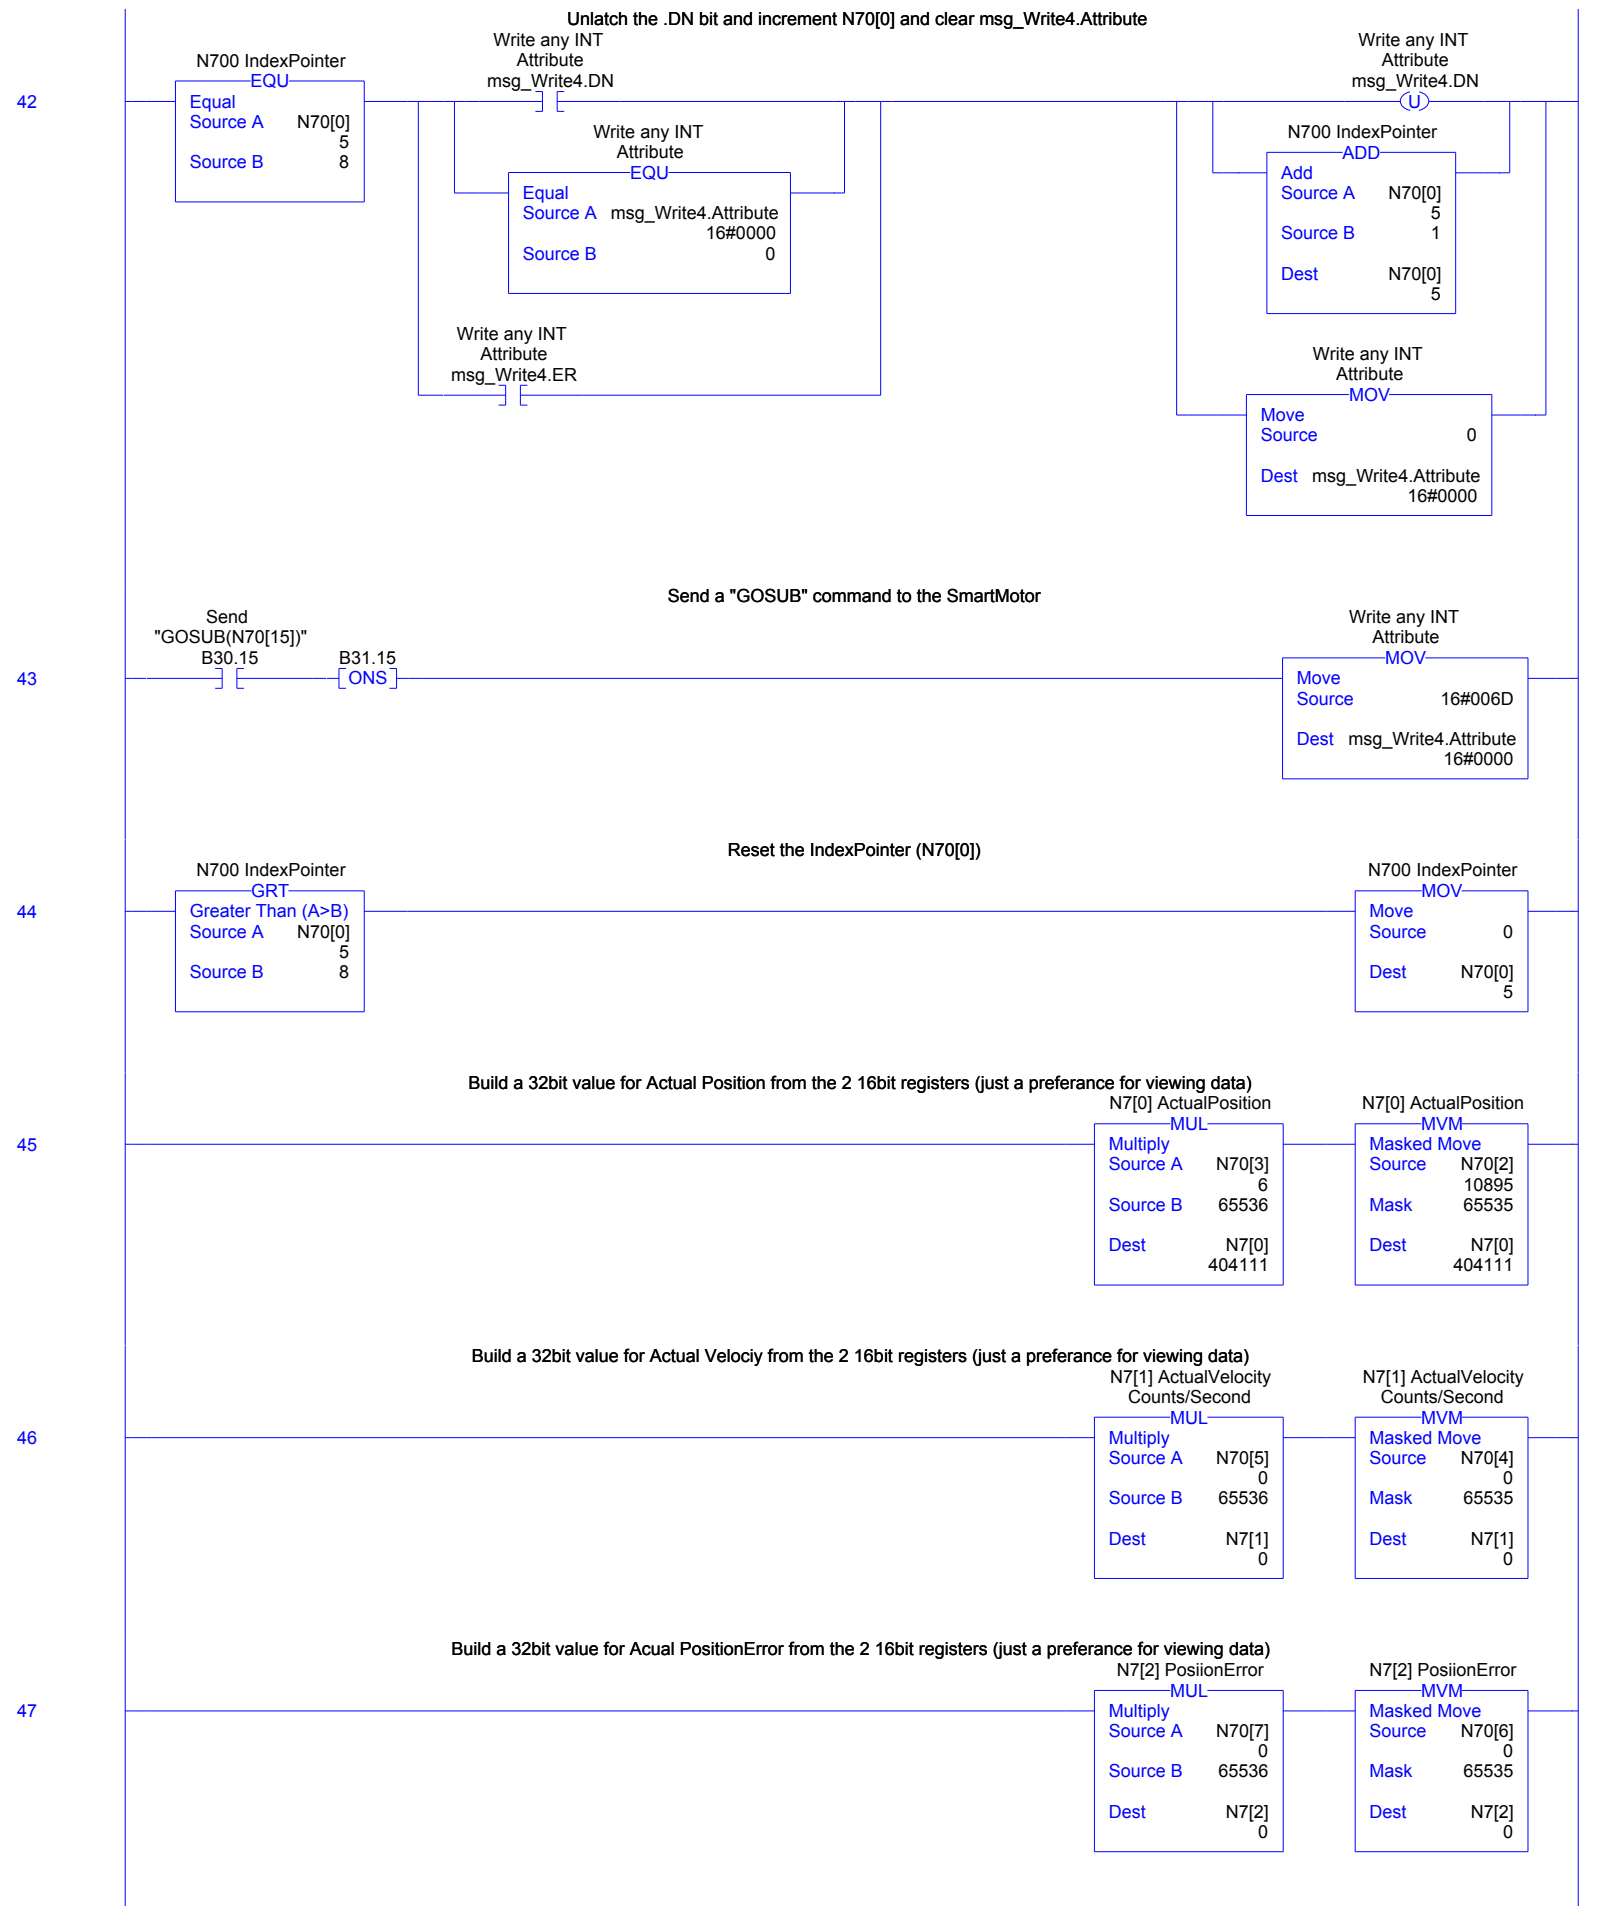 Unlatch the .DN bit and increment N70[0] and clear msg_Write4.Attribute
42
N700 IndexPointer
EQU
Equal
Source A N70[0]
5
Source B 8
Write any INT
Attribute
msg_Write4.DN
Write any INT
Attribute
EQU
Equal
Source A msg_Write4.Attribute
16#0000
Source B 0
Write any INT
Attribute
msg_Write4.ER
Write any INT
Attribute
msg_Write4.DN
U
N700 IndexPointer
ADD
Add
Source A N70[0]
5
Source B 1
Dest N70[0]
5
Write any INT
Attribute
MOV
Move
Source 0
Dest msg_Write4.Attribute
16#0000
Send a "GOSUB" command to the SmartMotor
43
Send
"GOSUB(N70[15])"
B30.15
B31.15
ONS
Write any INT
Attribute
MOV
Move
Source 16#006D
Dest msg_Write4.Attribute
16#0000
Reset the IndexPointer (N70[0])
44
N700 IndexPointer
GRT
Greater Than (A>B)
Source A N70[0]
5
Source B 8
N700 IndexPointer
MOV
Move
Source 0
Dest N70[0]
5
Build a 32bit value for Actual Position from the 2 16bit registers (just a preferance for viewing data)
45
N7[0] ActualPosition
MUL
Multiply
Source A N70[3]
6
Source B 65536
Dest N7[0]
404111
N7[0] ActualPosition
MVM
Masked Move
Source N70[2]
10895
Mask 65535
Dest N7[0]
404111
Build a 32bit value for Actual Velociy from the 2 16bit registers (just a preferance for viewing data)
46
N7[1] ActualVelocity
Counts/Second
MUL
Multiply
Source A N70[5]
0
Source B 65536
Dest N7[1]
0
N7[1] ActualVelocity
Counts/Second
MVM
Masked Move
Source N70[4]
0
Mask 65535
Dest N7[1]
0
Build a 32bit value for Acual PositionError from the 2 16bit registers (just a preferance for viewing data)
47
N7[2] PosiionError
MUL
Multiply
Source A N70[7]
0
Source B 65536
Dest N7[2]
0
N7[2] PosiionError
MVM
Masked Move
Source N70[6]
0
Mask 65535
Dest N7[2]
0